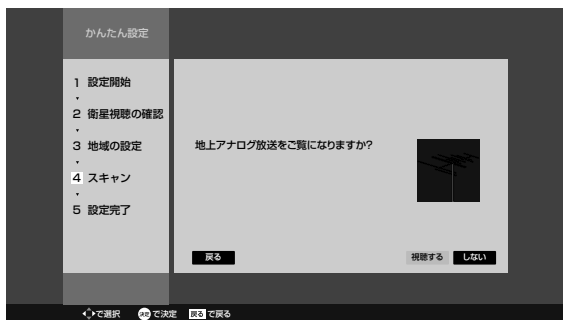 かんたん設定
1 設定開始
2 衛星視聴の確認
3 地域の設定
4 スキャン
5 設定完了
地上アナログ放送をご覧になりますか?
戻る 視聴する しない
で選択 決定 で決定 戻る で戻る